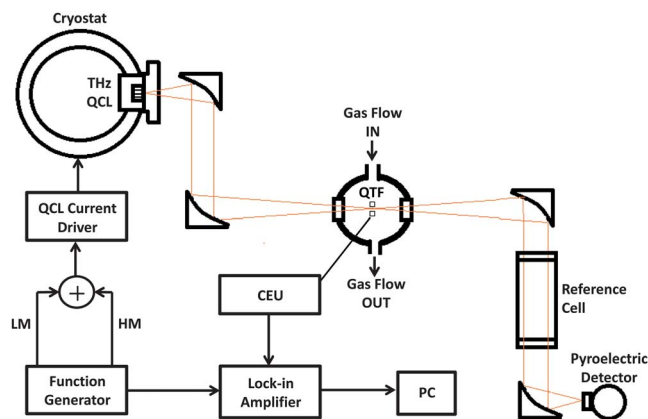 Cryostat
THz
QCL
Gas Flow
IN
QTF
QCL Current
Driver
Gas Flow
OUT
CEU
Reference
Cell
LM
HM
Pyroelectric
Detector
Function
Generator
Lock-in
Amplifier
PC